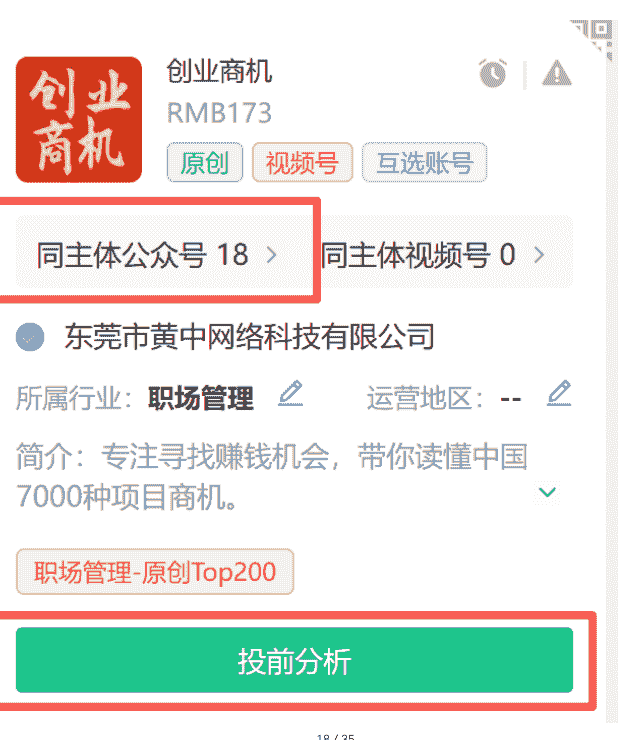 创业
商机
创业商机
RMB173
原创 视频号 互选账号
同主体公众号 18 同主体视频号 0
东莞市黄中网络科技有限公司
所属行业：职场管理 运营地区：--
简介：专注寻找赚钱机会，带你读懂中国
7000种项目商机。
职场管理-原创Top200
投前分析
18 / 35